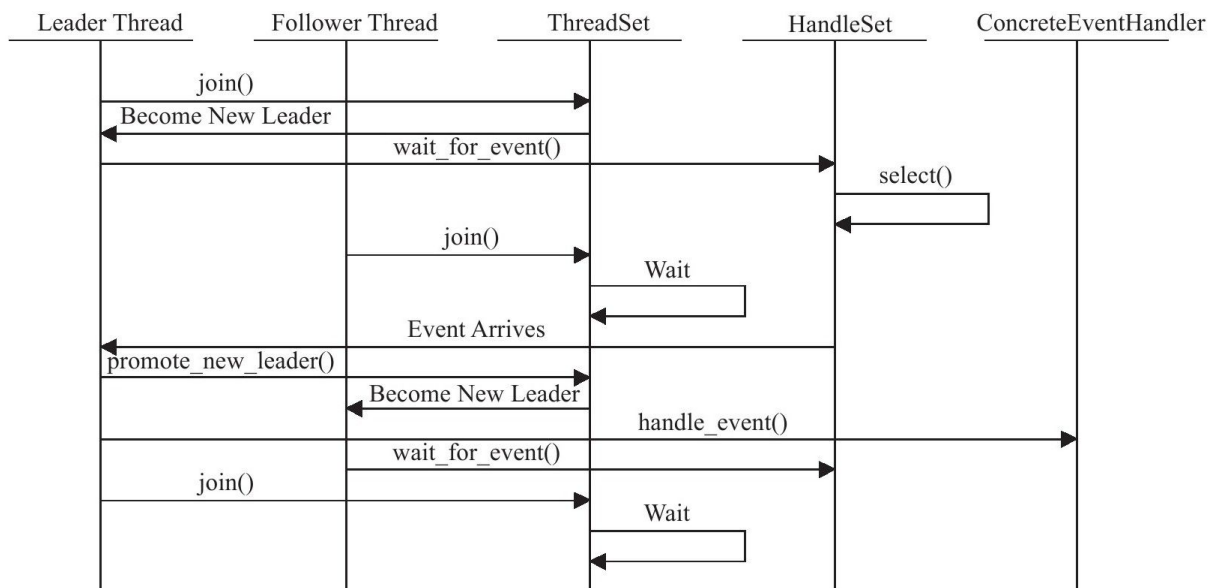 Leader Thread
Follower Thread
ThreadSet
HandleSet
ConcreteEventHandler
join()
Become New Leader
wait_for_event()
select()
join()
Wait
Event Arrives
promote_new_leader()
Become New Leader
handle_event()
wait_for_event()
join()
Wait